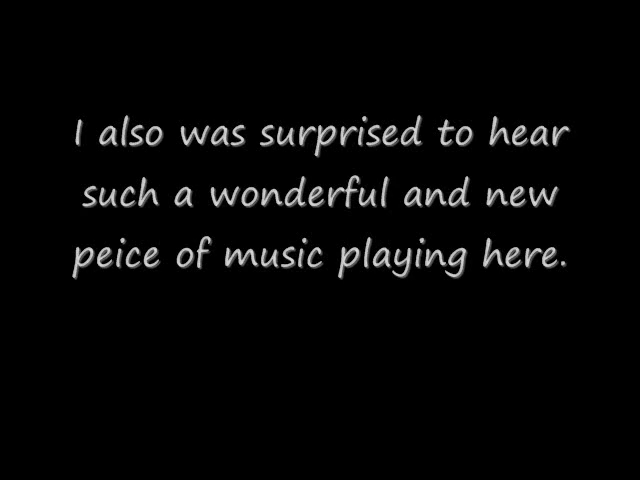 I also was surprised to hear
such a wonderful and new
peice of music playing here.